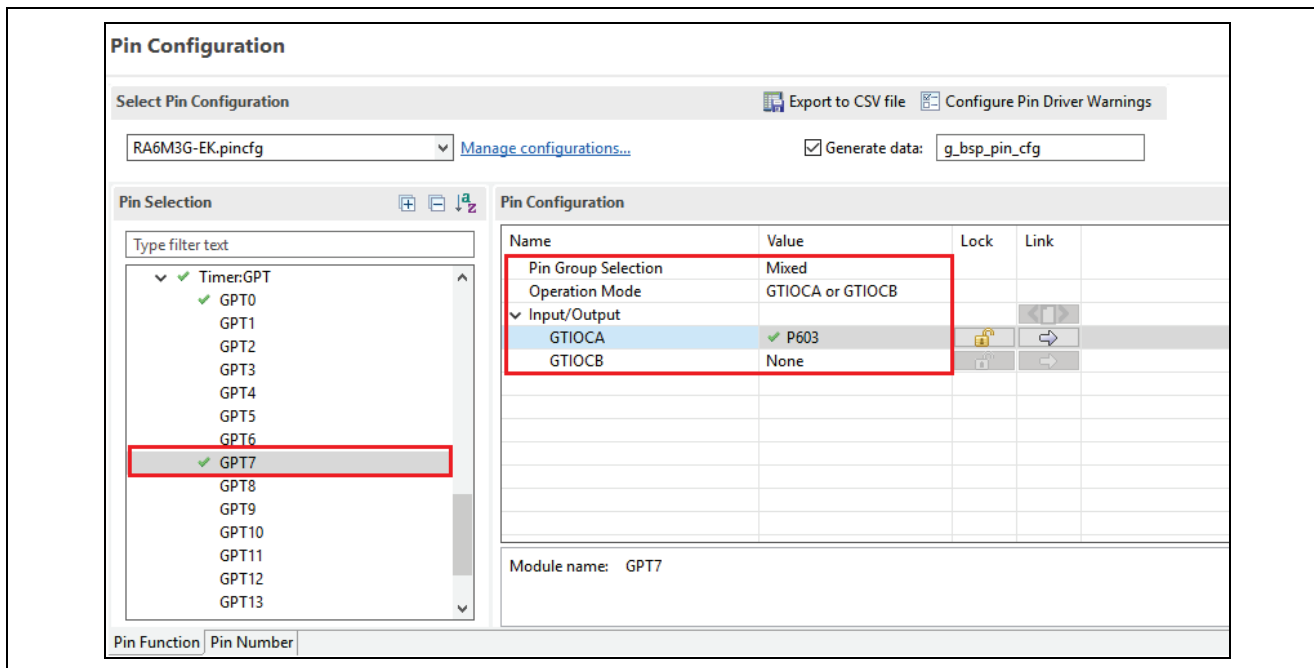 Pin Configuration
Select Pin Configuration
Export to CSV file
Configure Pin Driver Warnings
RA6M3G-EK.pincfg
Manage configurations...
Generate data:
g_bsp_pin_cfg
Pin Selection
Type filter text
Timer:GPT
GPT0
GPT1
GPT2
GPT3
GPT4
GPT5
GPT6
GPT7
GPT8
GPT9
GPT10
GPT11
GPT12
GPT13
Pin Configuration
Name Value Lock Link
Pin Group Selection Mixed
Operation Mode GTIOCA or GTIOCB
Input/Output
GTIOCA P603
GTIOCB None
Module name: GPT7
Pin Function Pin Number